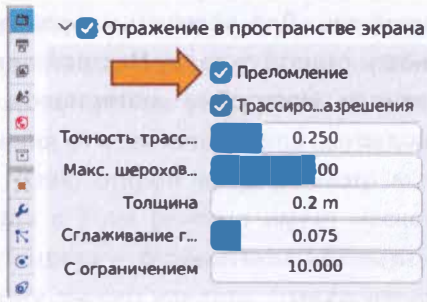 Отражение в пространстве экрана
Преломление
Трассиро...азрешения
Точность трасс... 0.250
Макс. шерохов... 00
Толщина 0.2 m
Сглаживание г... 0.075
С ограничением 10.000